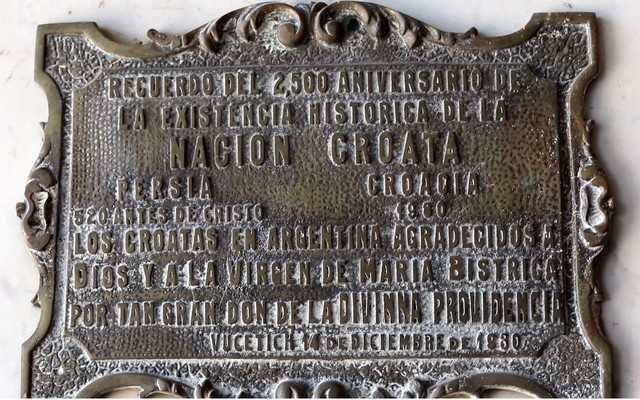 RECUERDO DEL 2,500 ANIVERSARIO DE
LA EXISTENCIA HISTORICA DE LA
NACION CROATA
PERSIA CROACIA
520 ANTES DE CRISTO 1980
LOS CROATAS EN ARGENTINA AGRADECIDOS A
DIOS Y A LA VIRGEN DE MARIA BISTRICA
POR TAN GRAN DON DE LA DIVINNA PROVIDENCIA
VUCETICH 14 DE DICIEMBRE DE 1980.